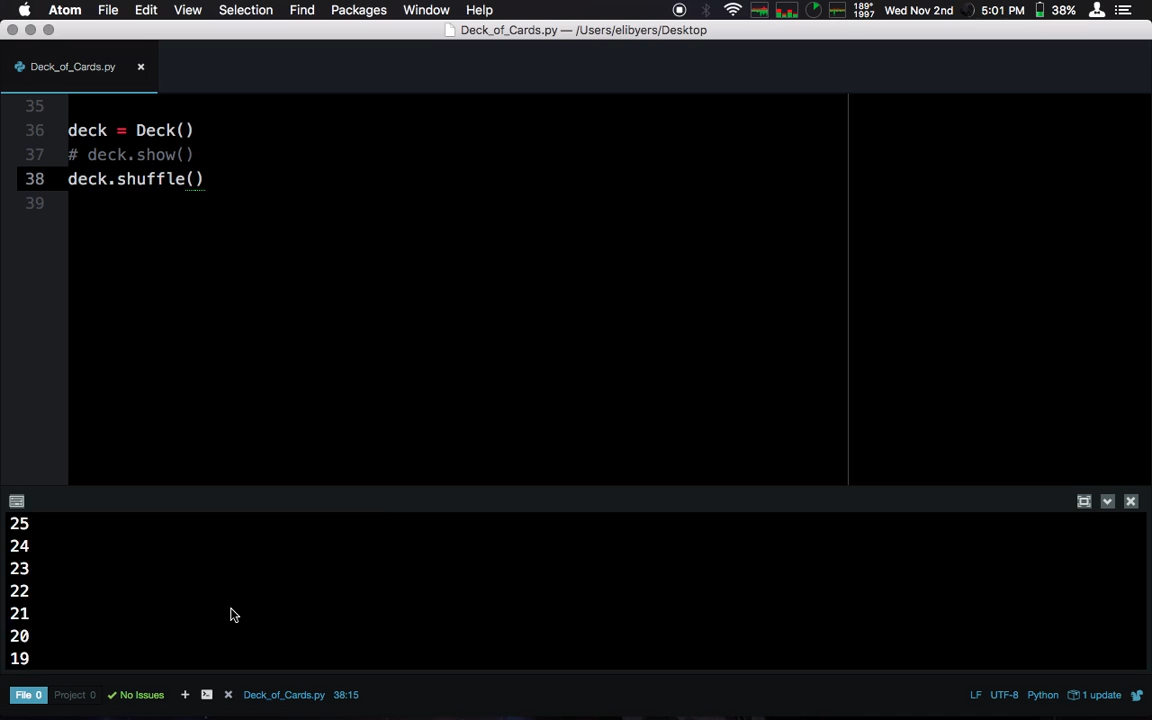 Atom File Edit View Selection Find Packages Window Help 189° 1997 Wed Nov 2nd 5:01 PM 38%
Deck_of_Cards.py — /Users/elibyers/Desktop
Deck_of_Cards.py ×
35
36 deck = Deck()
37 # deck.show()
38 deck.shuffle()
39
25
24
23
22
21
20
19
File 0 Project 0 No Issues + × Deck_of_Cards.py 38:15 LF UTF-8 Python 1 update